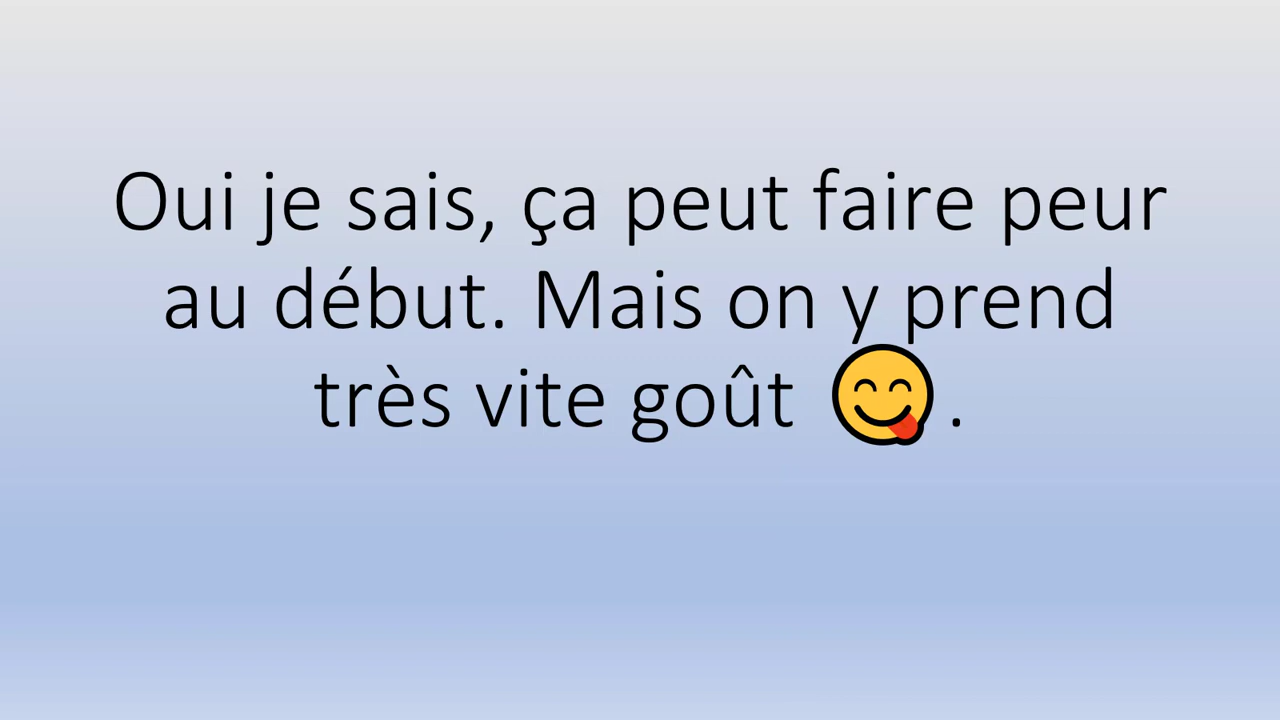 Oui je sais, ça peut faire peur
au début. Mais on y prend
très vite goût 😋.